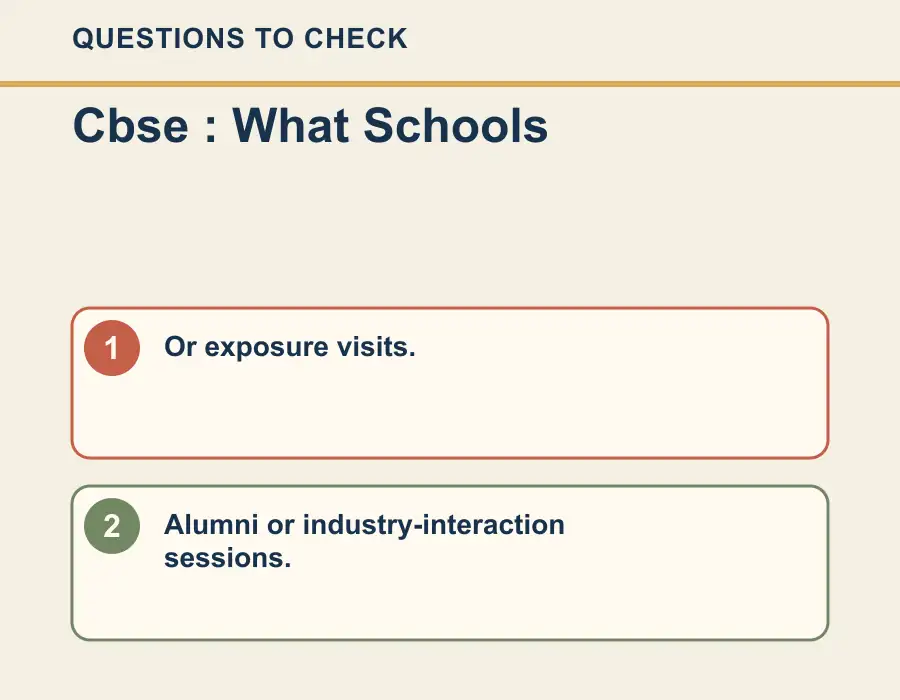 QUESTIONS TO CHECK
Cbse : What Schools
1
Or exposure visits.
2
Alumni or industry-interaction
sessions.